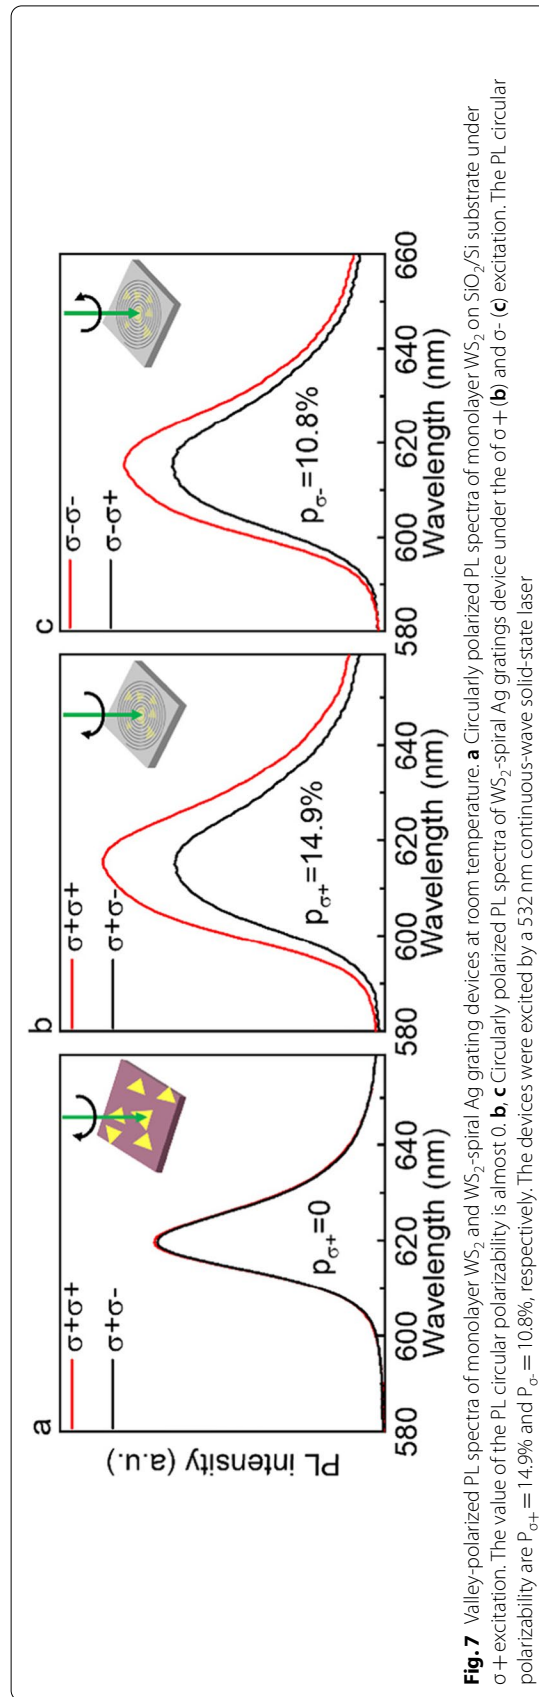 a
σ+σ+
σ+σ-
pσ+=0
PL intensity (a.u.)
580 600 620 640
Wavelength (nm)
b
σ+σ+
σ+σ-
pσ+=14.9%
580 600 620 640
Wavelength (nm)
c
σ-σ-
σ-σ+
pσ-=10.8%
580 600 620 640 660
Wavelength (nm)
Fig. 7 Valley-polarized PL spectra of monolayer WS2 and WS2-spiral Ag grating devices at room temperature. a Circularly polarized PL spectra of monolayer WS2 on SiO2/Si substrate under
σ+ excitation. The value of the PL circular polarizability is almost 0. b, c Circularly polarized PL spectra of WS2-spiral Ag gratings device under the of σ+ (b) and σ- (c) excitation. The PL circular
polarizability are Pσ+ = 14.9% and Pσ- = 10.8%, respectively. The devices were excited by a 532 nm continuous-wave solid-state laser